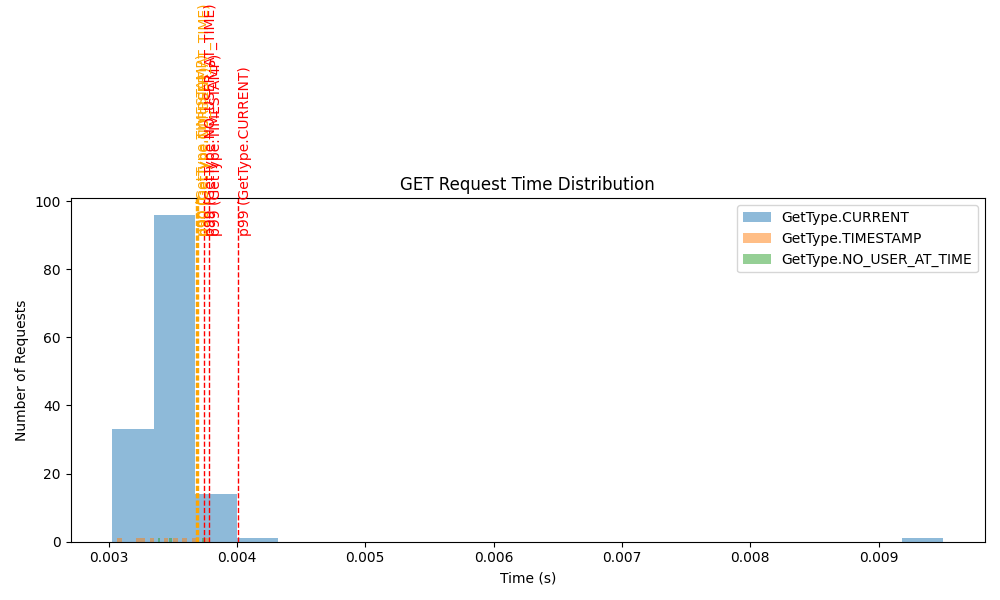 p99 (GetType.NO_USER_AT_TIME)
p99 (GetType.TIMESTAMP)
p99 (GetType.CURRENT)
GET Request Time Distribution
GetType.CURRENT
GetType.TIMESTAMP
GetType.NO_USER_AT_TIME
Number of Requests
100
80
60
40
20
0
0.003
0.004
0.005
0.006
0.007
0.008
0.009
Time (s)